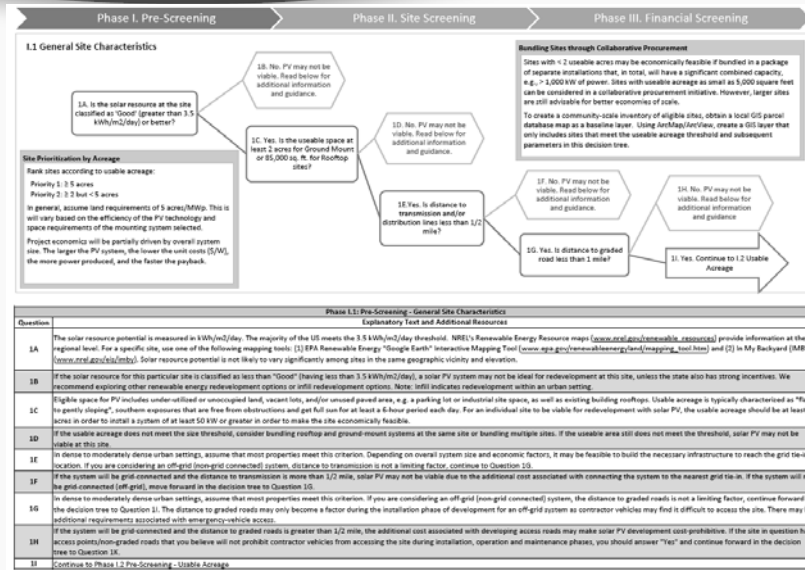 Phase I. Pre-Screening
Phase II. Site Screening
Phase III. Financial Screening
I.1 General Site Characteristics
1A. Is the solar resource at the site
classified as 'Good' (greater than 3.5
kWh/m2/day) or better?
1B. No. PV may not be
viable. Read below for
additional information
and guidance.
1C. Yes. Is the useable space at
least 2 acres for Ground Mount
or 85,000 sq. ft. for Rooftop
sites?
1D. No. PV may not be
viable. Read below for
additional information
and guidance.
1E.Yes. Is distance to
transmission and/or
distribution lines less than 1/2
mile?
1F. No. PV may not be
viable. Read below for
additional information
and guidance.
1G. Yes. Is distance to graded
road less than 1 mile?
1H. No. PV may not be
viable. Read below for
additional information
and guidance
1I. Yes. Continue to I.2 Usable
Acreage
Bundling Sites through Collaborative Procurement
Sites with < 2 useable acres may be economically feasible if bundled in a package
of separate installations that, in total, will have a significant combined capacity,
e.g., > 1,000 kW of power. Sites with useable acreage as small as 5,000 square feet
can be considered in a collaborative procurement initiative. However, larger sites
are still advisable for better economies of scale.
To create a community-scale inventory of eligible sites, obtain a local GIS parcel
database map as a baseline layer. Using ArcMap/ArcView, create a GIS layer that
only includes sites that meet the useable acreage threshold and subsequent
parameters in this decision tree.
Site Prioritization by Acreage
Rank sites according to usable acreage:
Priority 1: ≥ 5 acres
Priority 2: ≥ 2 but < 5 acres
In general, assume land requirements of 5 acres/MWp. This is
will vary based on the efficiency of the PV technology and
space requirements of the mounting system selected.
Project economics will be partially driven by overall system
size. The larger the PV system, the lower the unit costs ($/W),
the more power produced, and the faster the payback.
Phase I.1: Pre-Screening - General Site Characteristics
Question
Explanatory Text and Additional Resources
1A
The solar resource potential is measured in kWh/m2/day. The majority of the US meets the 3.5 kWh/m2/day threshold. NREL's Renewable Energy Resource maps (www.nrel.gov/renewable_resources) provide information at the
regional level. For a specific site, use one of the following mapping tools: (1) EPA Renewable Energy "Google Earth" Interactive Mapping Tool (www.epa.gov/renewableenergyland/mapping_tool.htm) and (2) In My Backyard (IMB
(www.nrel.gov/eis/imby). Solar resource potential is not likely to vary significantly among sites in the same geographic vicinity and elevation.
1B
If the solar resource for this particular site is classified as less than "Good" (having less than 3.5 kWh/m2/day), a solar PV system may not be ideal for redevelopment at this site, unless the state also has strong incentives. We
recommend exploring other renewable energy redevelopment options or infill redevelopment options. Note: Infill indicates redevelopment within an urban setting.
1C
Eligible space for PV includes under-utilized or unoccupied land, vacant lots, and/or unused paved area, e.g. a parking lot or industrial site space, as well as existing building rooftops. Usable acreage is typically characterized as "fl
to gently sloping", southern exposures that are free from obstructions and get full sun for at least a 6-hour period each day. For an individual site to be viable for redevelopment with solar PV, the usable acreage should be at leas
acres in order to install a system of at least 50 kW or greater in order to make the site economically feasible.
1D
If the usable acreage does not meet the size threshold, consider bundling rooftop and ground-mount systems at the same site or bundling multiple sites. If the useable area still does not meet the threshold, solar PV may not be
viable at this site.
1E
In dense to moderately dense urban settings, assume that most properties meet this criterion. Depending on overall system size and economic factors, it may be feasible to build the necessary infrastructure to reach the grid tie-i
location. If you are considering an off-grid (non-grid connected) system, distance to transmission is not a limiting factor, continue to Question 1G.
1F
If the system will be grid-connected and the distance to transmission is more than 1/2 mile, solar PV may not be viable due to the additional cost associated with connecting the system to the nearest grid tie-in. If the system will n
be grid-connected (off-grid), move forward in the decision tree to Question 1G.
1G
In dense to moderately dense urban settings, assume that most properties meet this criterion. If you are considering an off-grid (non-grid connected) system, the distance to graded roads is not a limiting factor, continue forward
the decision tree to Question 1I. The distance to graded roads may only become a factor during the installation phase of development for an off-grid system as contractor vehicles may find it difficult to access the site. There may
additional requirements associated with emergency-vehicle access.
1H
If the system will be grid-connected and the distance to graded roads is greater than 1/2 mile, the additional cost associated with developing access roads may make solar PV development cost-prohibitive. If the site in question h
access points/non-graded roads that you believe will not prohibit contractor vehicles from accessing the site during installation, operation and maintenance phases, you should answer "Yes" and continue forward in the decision
tree to Question 1K.
1I
Continue to Phase I.2 Pre-Screening - Usable Acreage